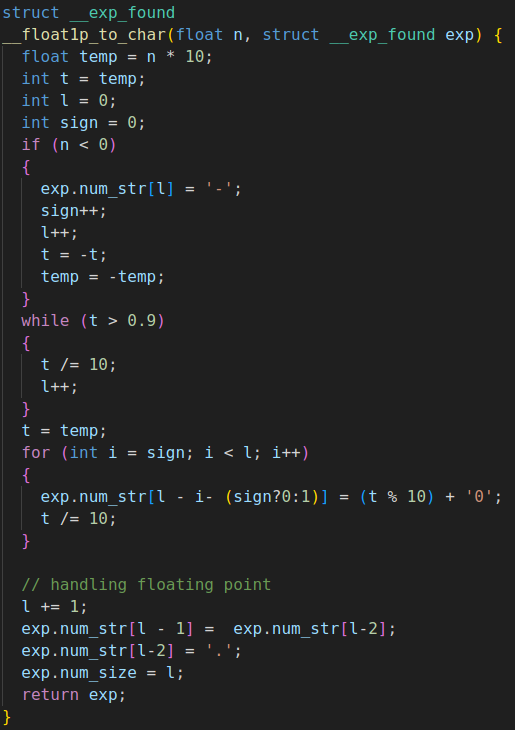 struct __exp_found
__float1p_to_char(float n, struct __exp_found exp) {
  float temp = n * 10;
  int t = temp;
  int l = 0;
  int sign = 0;
  if (n < 0)
  {
    exp.num_str[l] = '-';
    sign++;
    l++;
    t = -t;
    temp = -temp;
  }
  while (t > 0.9)
  {
    t /= 10;
    l++;
  }
  t = temp;
  for (int i = sign; i < l; i++)
  {
    exp.num_str[l - i- (sign?0:1)] = (t % 10) + '0';
    t /= 10;
  }

  // handling floating point
  l += 1;
  exp.num_str[l - 1] =  exp.num_str[l-2];
  exp.num_str[l-2] = '.';
  exp.num_size = l;
  return exp;
}